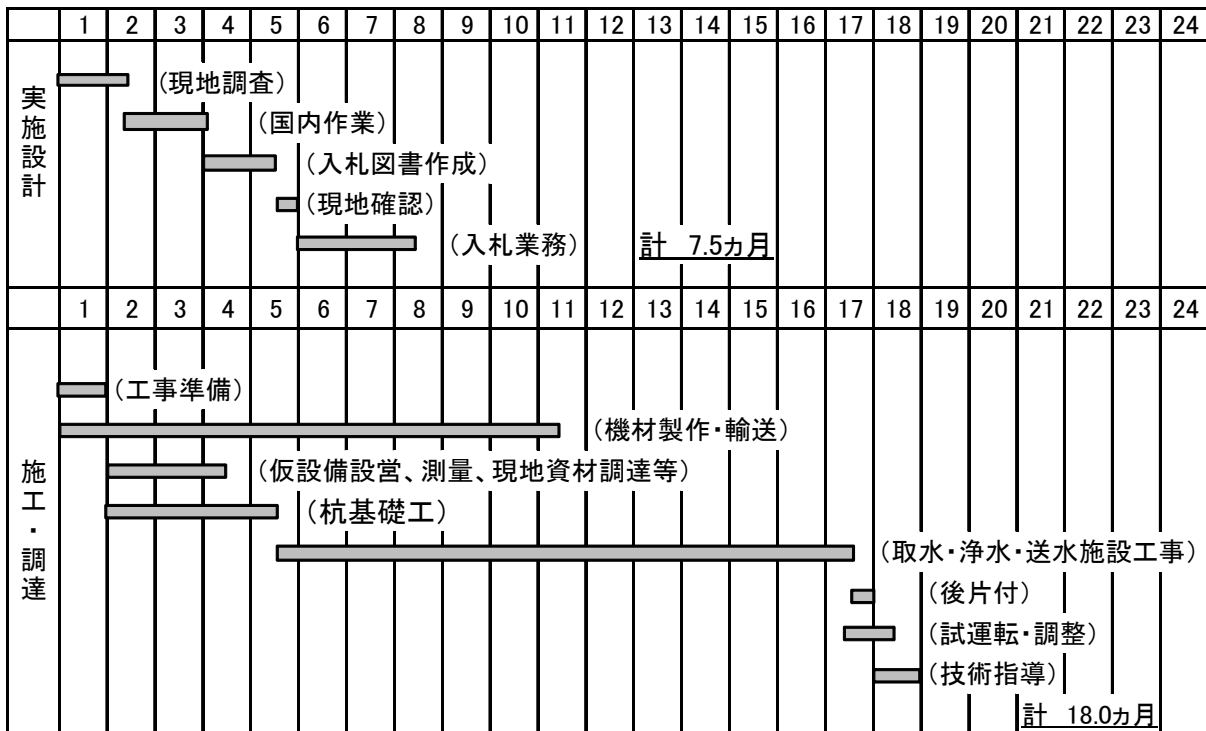 1 2 3 4 5 6 7 8 9 10 11 12 13 14 15 16 17 18 19 20 21 22 23 24
実施設計
(現地調査)
(国内作業)
(入札図書作成)
(現地確認)
(入札業務) 計 7.5ヵ月
1 2 3 4 5 6 7 8 9 10 11 12 13 14 15 16 17 18 19 20 21 22 23 24
施工・調達
(工事準備)
(機材製作・輸送)
(仮設備設営、測量、現地資材調達等)
(杭基礎工)
(取水・浄水・送水施設工事)
(後片付)
(試運転・調整)
(技術指導)
計 18.0ヵ月